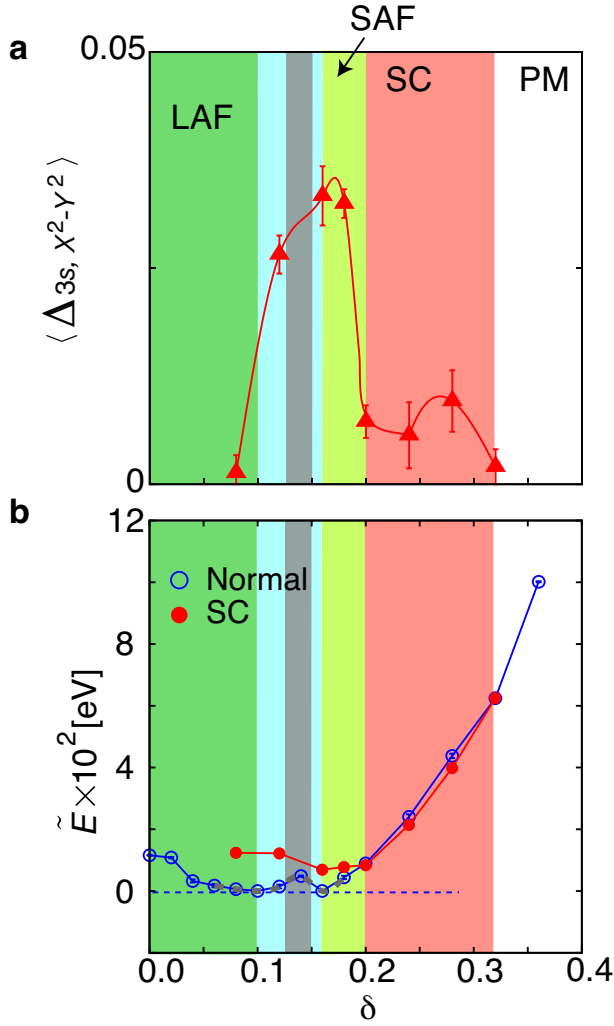 SAF
a
0.05
LAF
SC
PM
⟨ Δ3s, X²-Y² ⟩
0
b
12
Normal
SC
8
4
0
Ẽ×10² [eV]
0.0 0.1 0.2 0.3 0.4
δ